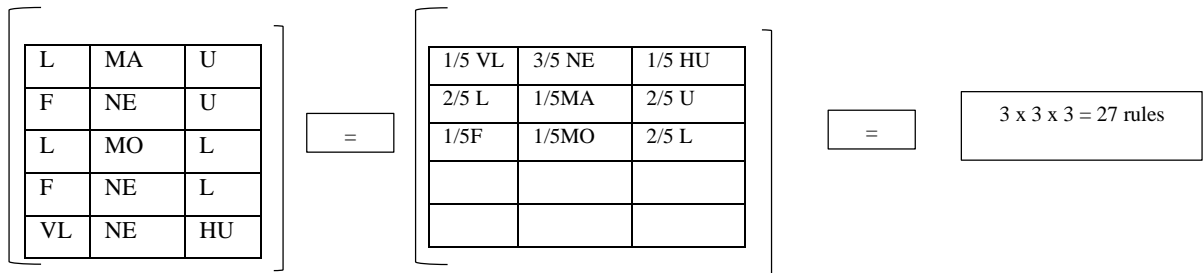 L MA U
F NE U
L MO L
F NE L
VL NE HU
=
1/5 VL 3/5 NE 1/5 HU
2/5 L 1/5MA 2/5 U
1/5F 1/5MO 2/5 L
=
3 x 3 x 3 = 27 rules